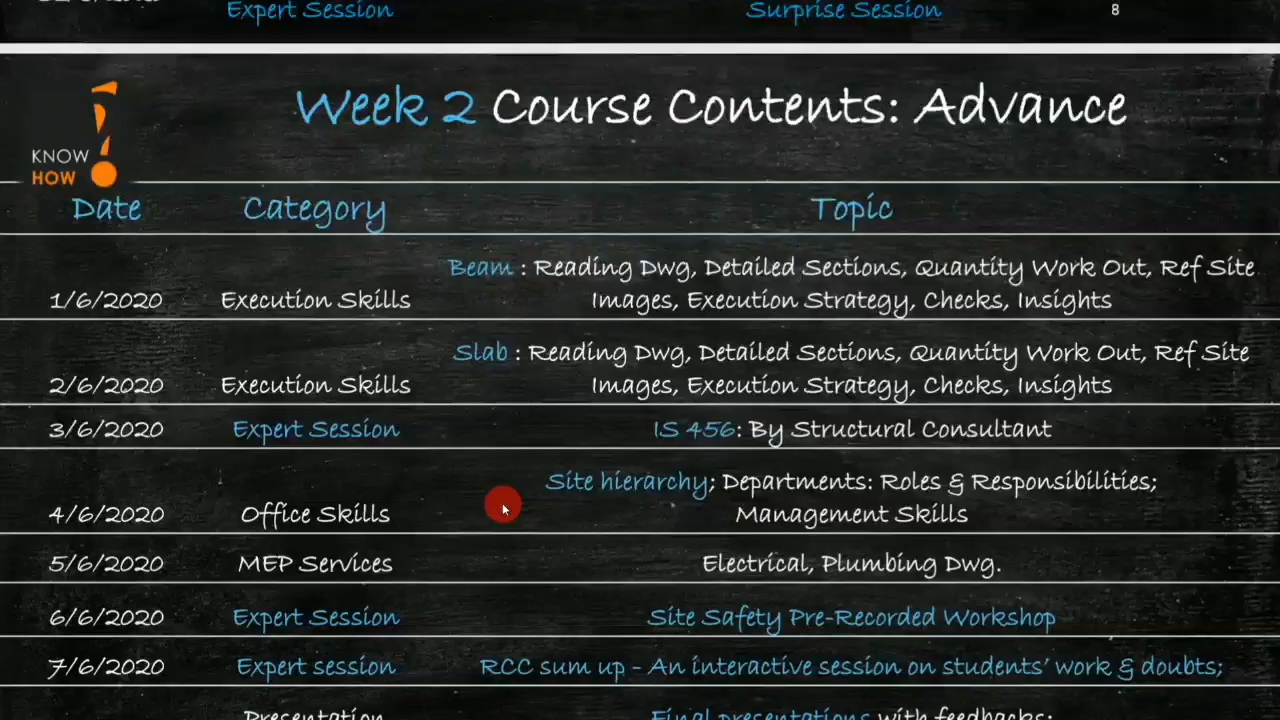 Expert Session Surprise Session 8
Week 2 Course Contents: Advance
KNOW
HOW
Date Category Topic
Beam : Reading Dwg, Detailed Sections, Quantity Work Out, Ref Site
1/6/2020 Execution Skills Images, Execution Strategy, Checks, Insights
Slab : Reading Dwg, Detailed Sections, Quantity Work Out, Ref Site
2/6/2020 Execution Skills Images, Execution Strategy, Checks, Insights
3/6/2020 Expert Session IS 456: By Structural Consultant
Site hierarchy; Departments: Roles & Responsibilities;
4/6/2020 Office Skills Management Skills
5/6/2020 MEP Services Electrical, Plumbing Dwg.
6/6/2020 Expert Session Site Safety Pre-Recorded Workshop
7/6/2020 Expert session RCC sum up - An interactive session on students' work & doubts;
Presentation Final presentations with feedbacks;